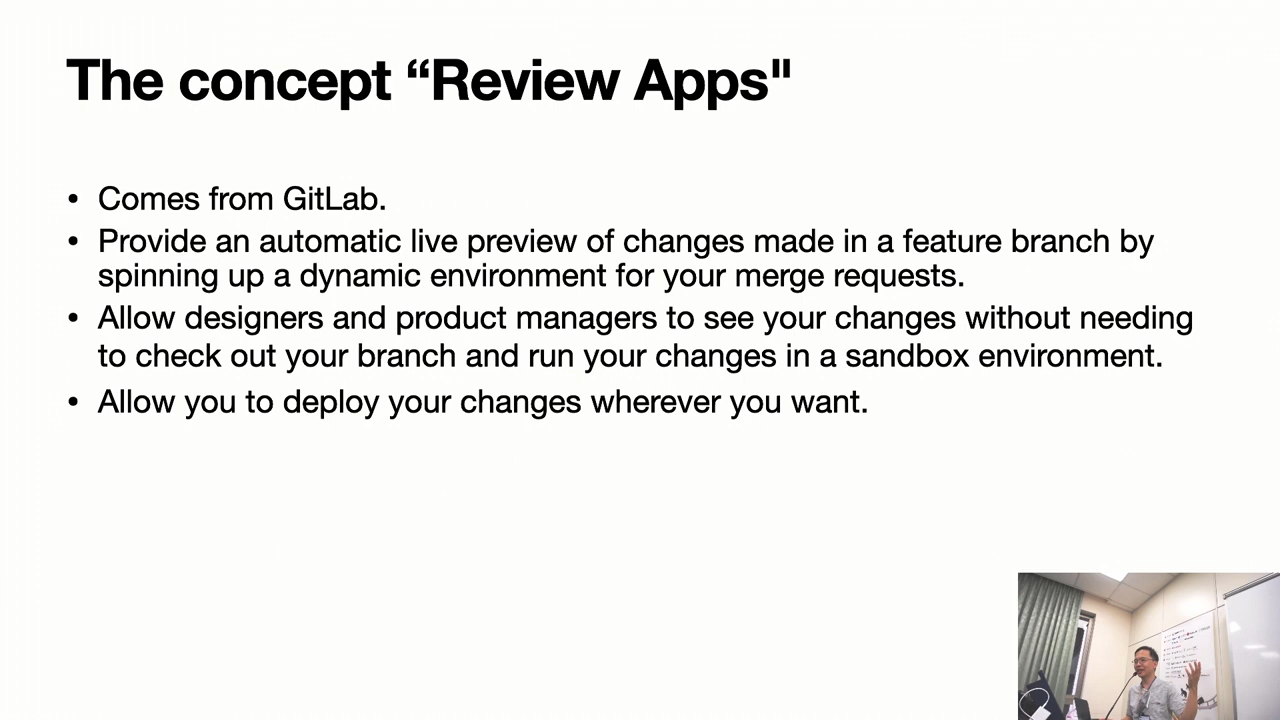 The concept “Review Apps"
• Comes from GitLab.
• Provide an automatic live preview of changes made in a feature branch by
spinning up a dynamic environment for your merge requests.
• Allow designers and product managers to see your changes without needing
to check out your branch and run your changes in a sandbox environment.
• Allow you to deploy your changes wherever you want.